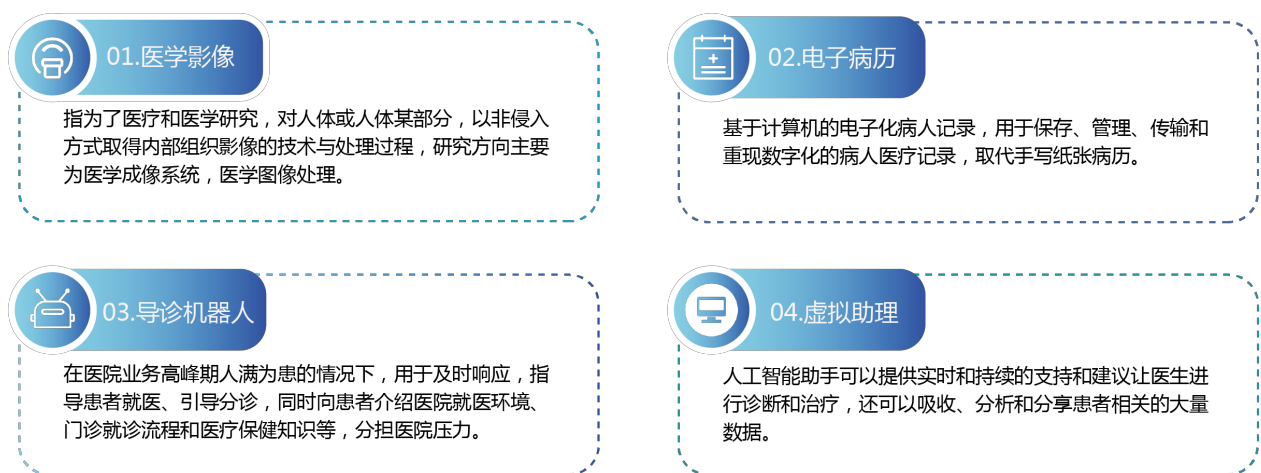 01.医学影像
指为了医疗和医学研究，对人体或人体某部分，以非侵入
方式取得内部组织影像的技术与处理过程，研究方向主要
为医学成像系统，医学图像处理。
02.电子病历
基于计算机的电子化病人记录，用于保存、管理、传输和
重现数字化的病人医疗记录，取代手写纸张病历。
03.导诊机器人
在医院业务高峰期人满为患的情况下，用于及时响应，指
导患者就医、引导分诊，同时向患者介绍医院就医环境、
门诊就诊流程和医疗保健知识等，分担医院压力。
04.虚拟助理
人工智能助手可以提供实时和持续的支持和建议让医生进
行诊断和治疗，还可以吸收、分析和分享患者相关的大量
数据。